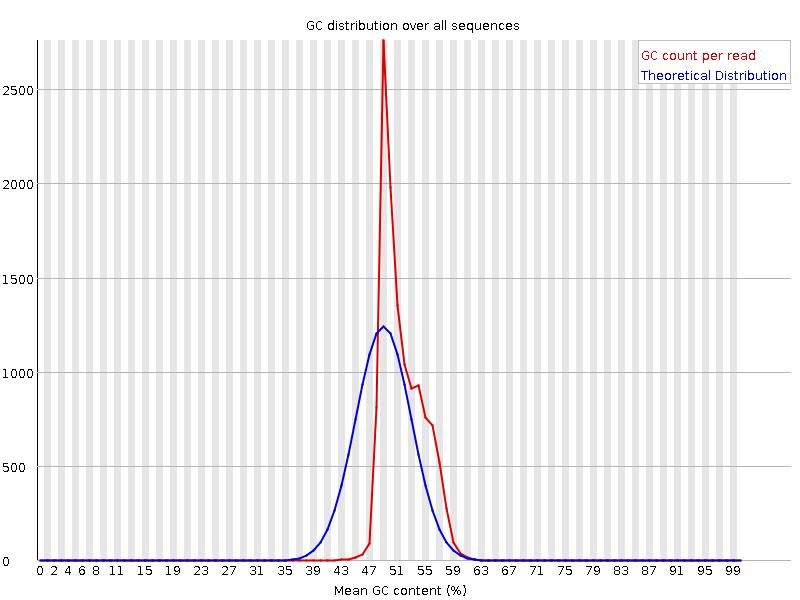 GC distribution over all sequences
GC count per read
Theoretical Distribution
2500
2000
1500
1000
500
0
0 2 4 6 8 11 15 19 23 27 31 35 39 43 47 51 55 59 63 67 71 75 79 83 87 91 95 99
Mean GC content (%)